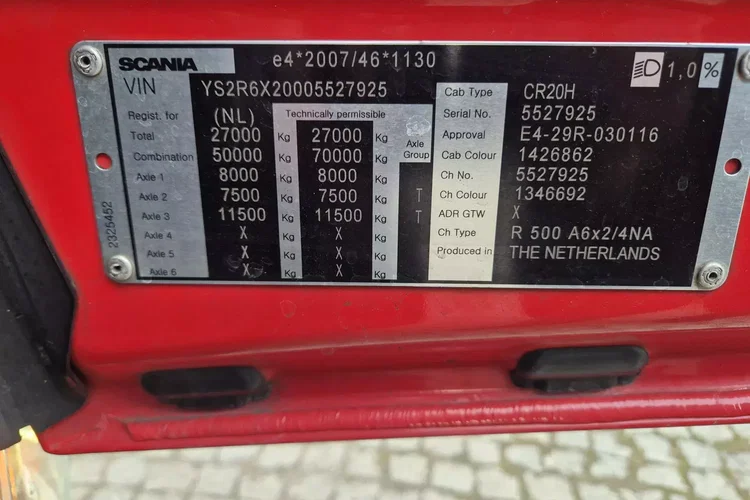 SCANIA e4*2007/46*1130 1,0 %
VIN YS2R6X20005527925
Regist. for (NL) Technically permissible
Total 27000 Kg 27000 Kg Axle Group
Combination 50000 Kg 70000 Kg
Axle 1 8000 Kg 8000 Kg
Axle 2 7500 Kg 7500 Kg T
Axle 3 11500 Kg 11500 Kg T
Axle 4 X Kg X Kg
Axle 5 X Kg X Kg
Axle 6 X Kg X Kg
Cab Type CR20H
Serial No. 5527925
Approval E4-29R-030116
Cab Colour 1426862
Ch No. 5527925
Ch Colour 1346692
ADR GTW X
Ch Type R 500 A6x2/4NA
Produced in THE NETHERLANDS
2325452